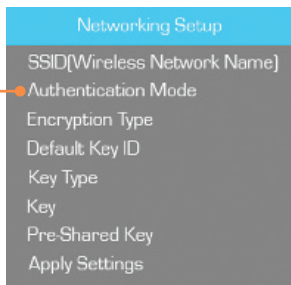 Networking Setup
SSID(Wireless Network Name)
Authentication Mode
Encryption Type
Default Key ID
Key Type
Key
Pre-Shared Key
Apply Settings